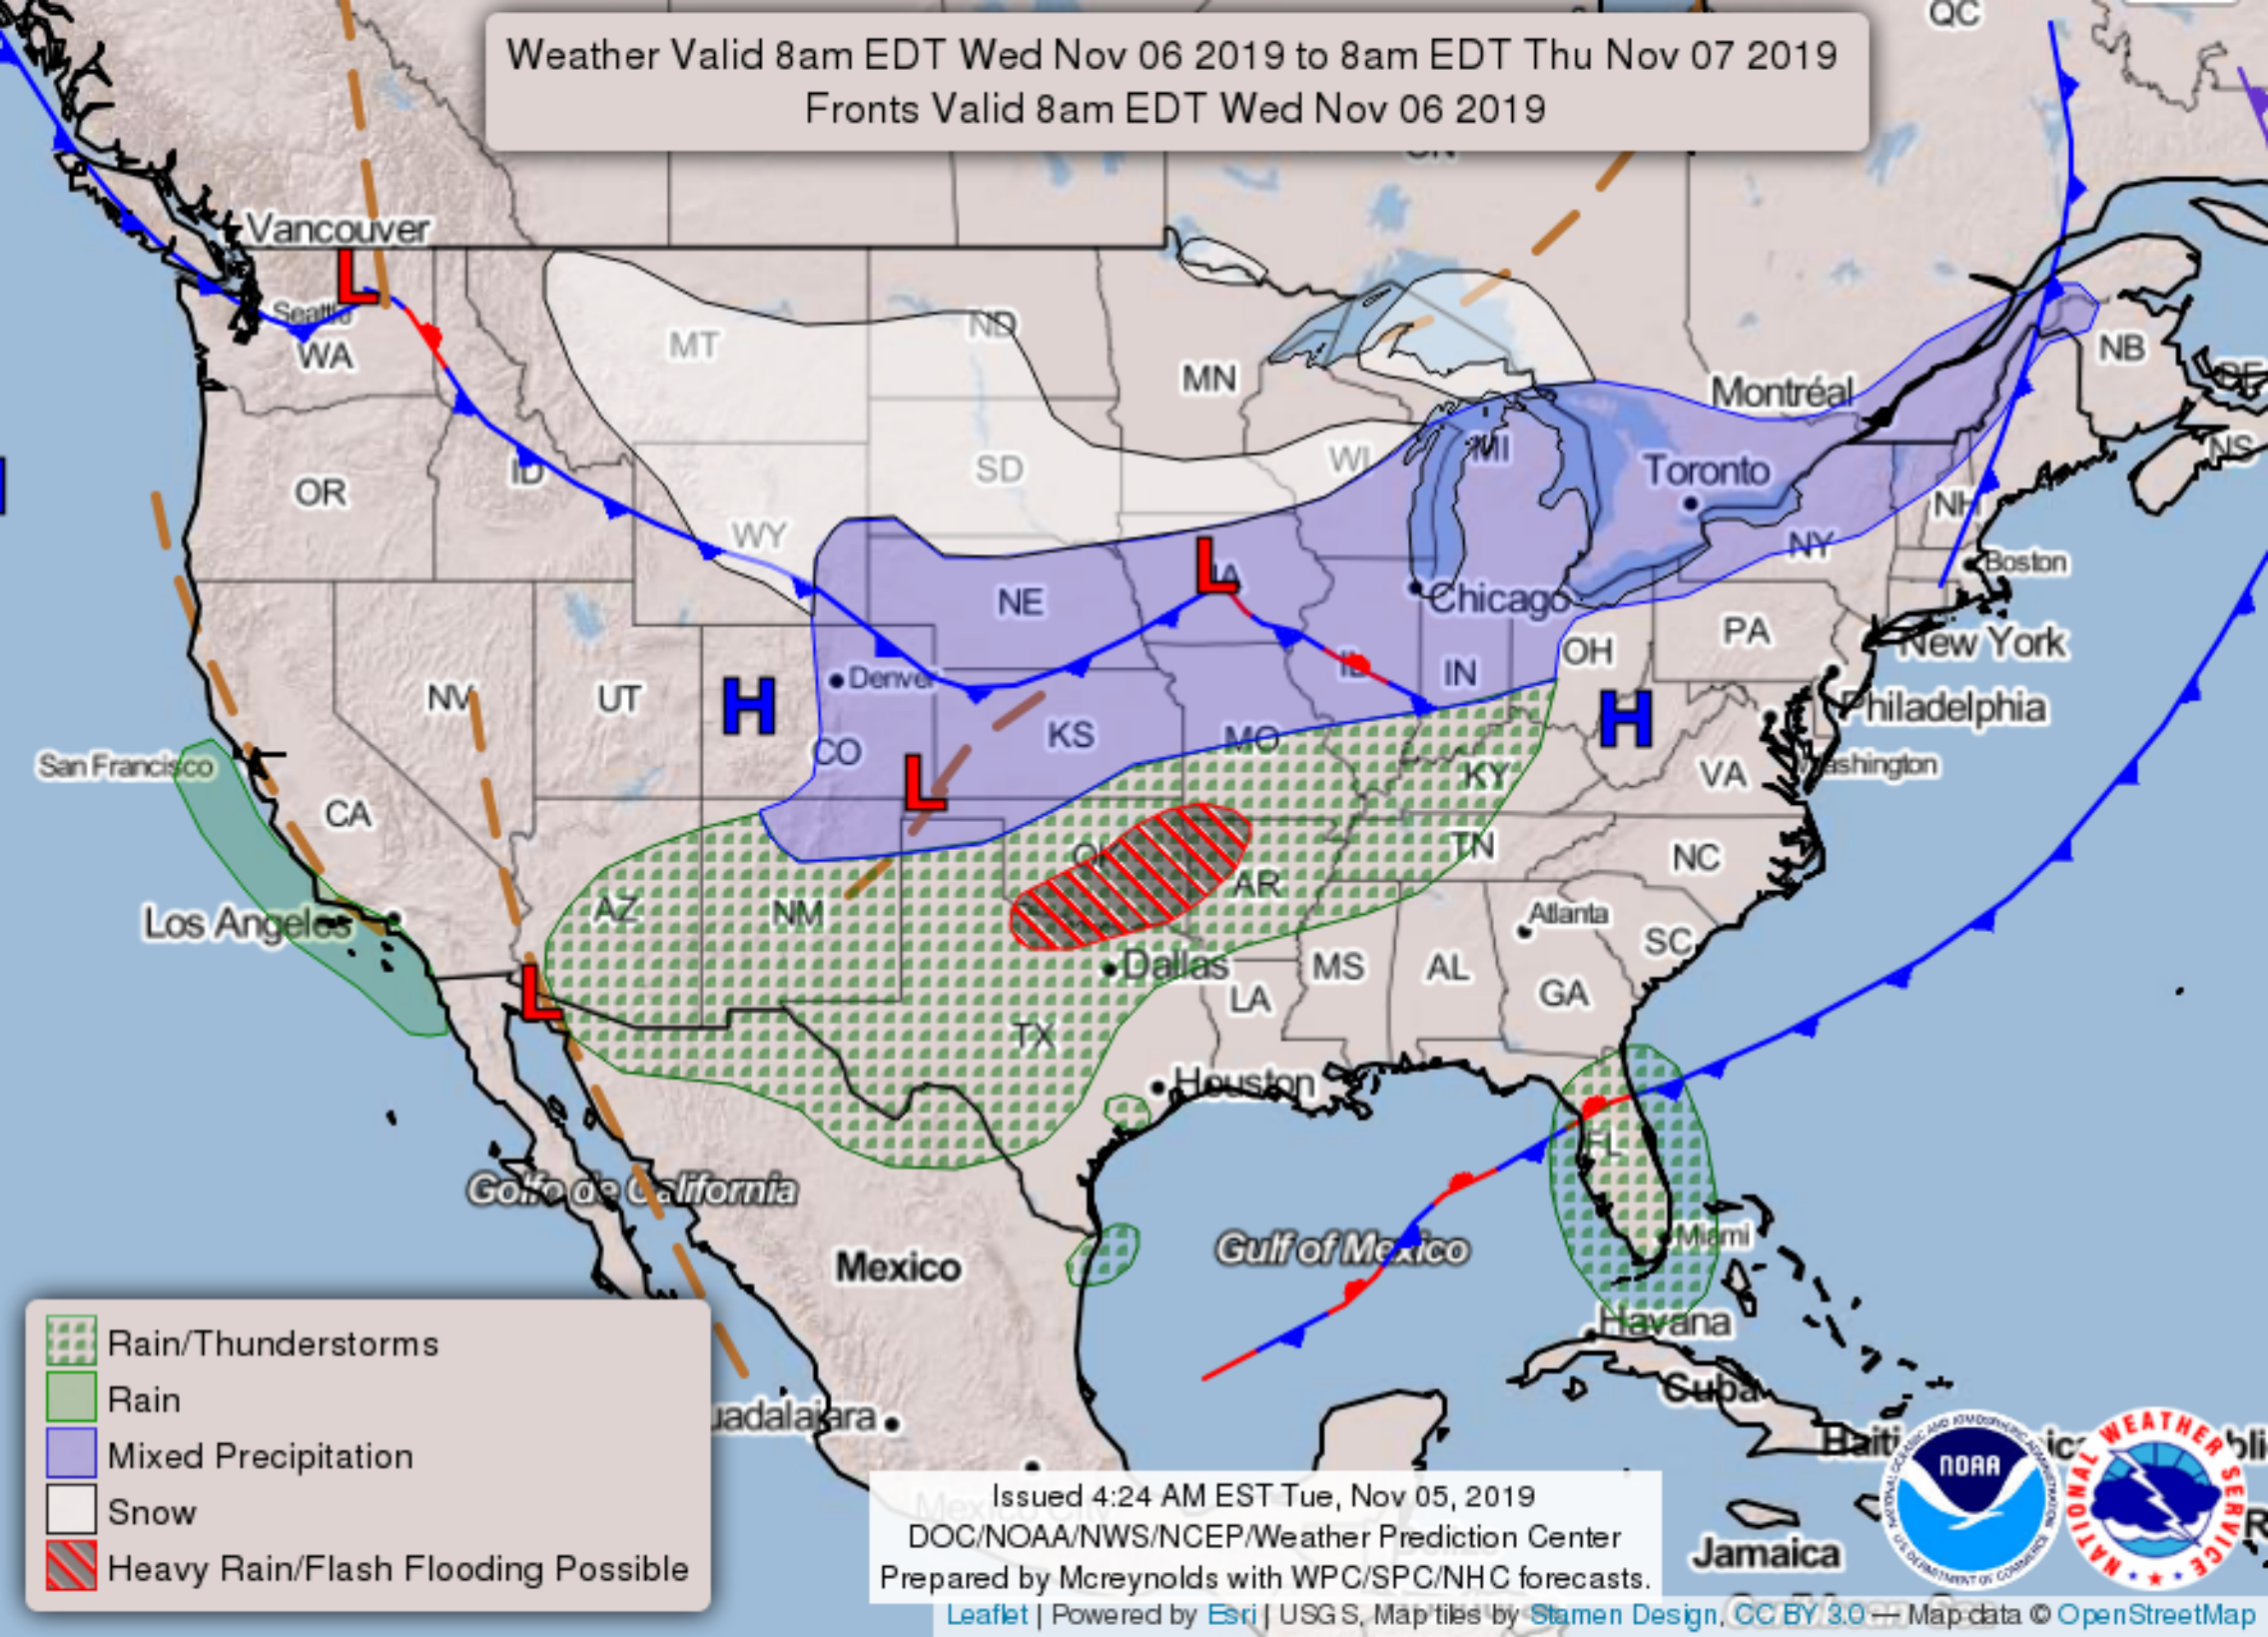 QC
Weather Valid 8am EDT Wed Nov 06 2019 to 8am EDT Thu Nov 07 2019
Fronts Valid 8am EDT Wed Nov 06 2019
Vancouver
L
Seattle
WA
MT
ND
MN
NB
Montréal
OR
ID
SD
WI
MI
Toronto
NS
NH
WY
NY
Boston
NE
L
IA
Chicago
PA
New York
OH
Denver
IL
IN
NV
UT
H
H
Philadelphia
CO
KS
MO
San Francisco
L
KY
VA
Washington
CA
TN
NC
OK
AR
AZ
NM
Los Angeles
Atlanta
SC
Dallas
MS
AL
GA
L
LA
TX
Houston
FL
Golfo de California
Miami
Gulf of Mexico
Mexico
Havana
Cuba
Rain/Thunderstorms
Rain
Mixed Precipitation
Snow
Heavy Rain/Flash Flooding Possible
uadalajara
Haiti
Mexico City
Issued 4:24 AM EST Tue, Nov 05, 2019
DOC/NOAA/NWS/NCEP/Weather Prediction Center
Prepared by Mcreynolds with WPC/SPC/NHC forecasts.
Jamaica
NOAA
NATIONAL WEATHER SERVICE
Leaflet | Powered by Esri | USGS, Map tiles by Stamen Design, CC BY 3.0 — Map data © OpenStreetMap